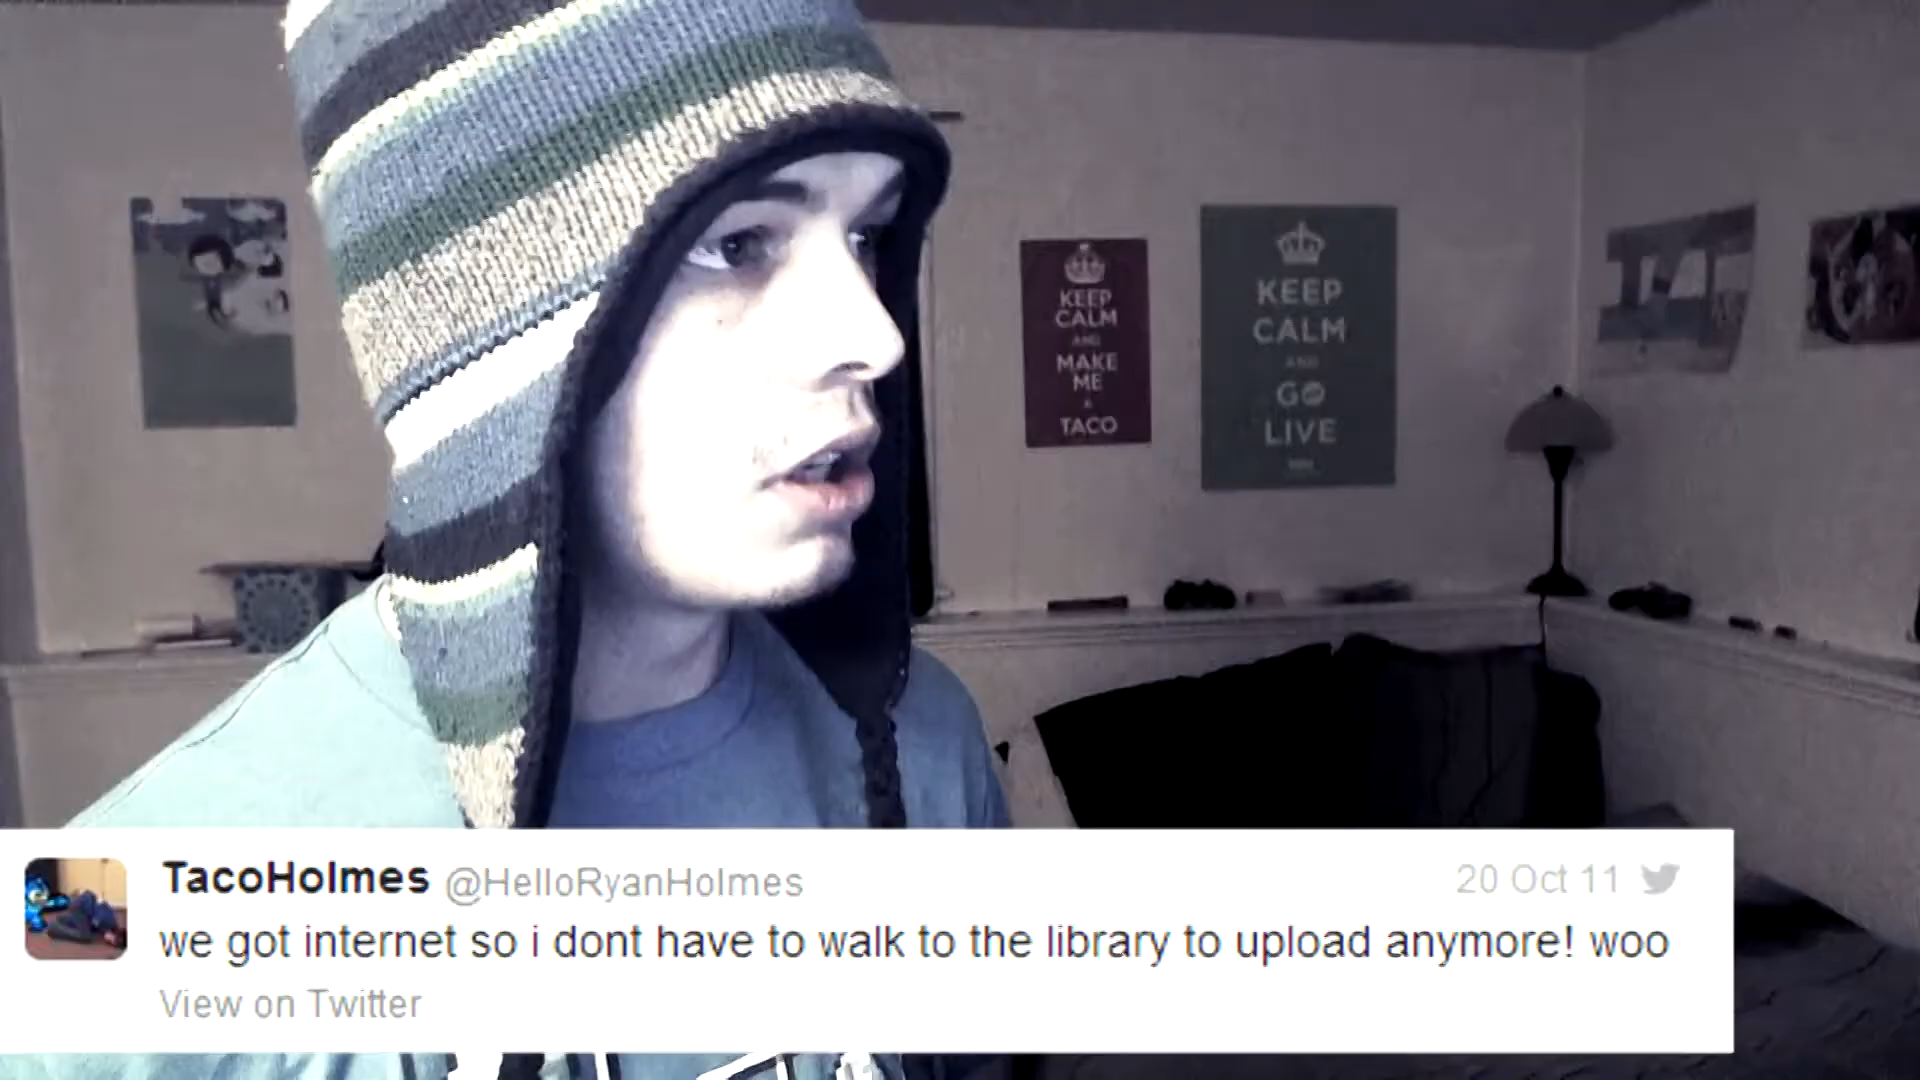 KEEP
CALM
AND
MAKE
ME
A
TACO
KEEP
CALM
AND
GO
LIVE
TacoHolmes @HelloRyanHolmes 20 Oct 11
we got internet so i dont have to walk to the library to upload anymore! woo
View on Twitter